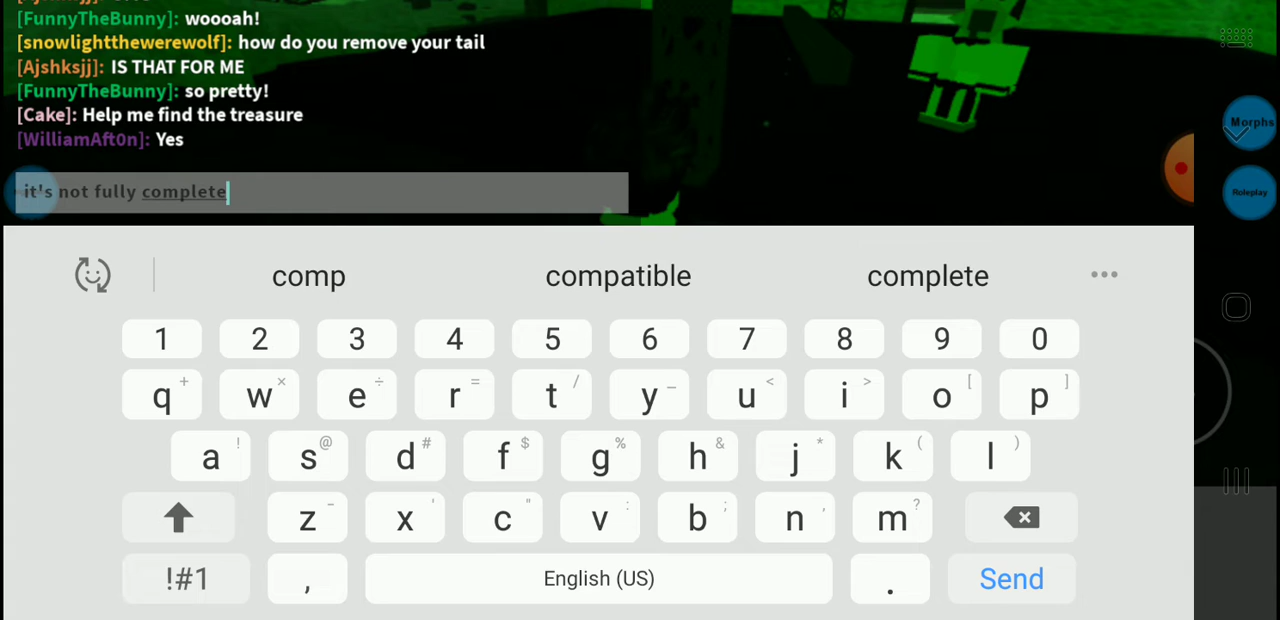 [FunnyTheBunny]: woooah!
[snowlightthewerewolf]: how do you remove your tail
[Ajshksjj]: IS THAT FOR ME
[FunnyTheBunny]: so pretty!
[Cake]: Help me find the treasure
[WilliamAft0n]: Yes
Morphs
it's not fully complete
Roleplay
comp compatible complete
1 2 3 4 5 6 7 8 9 0
q + w × e ÷ r = t / y _ u < i > o [ p ]
a ! s @ d # f $ g % h & j * k ( l )
z - x ' c " v : b ; n , m ?
!#1 , English (US) . Send